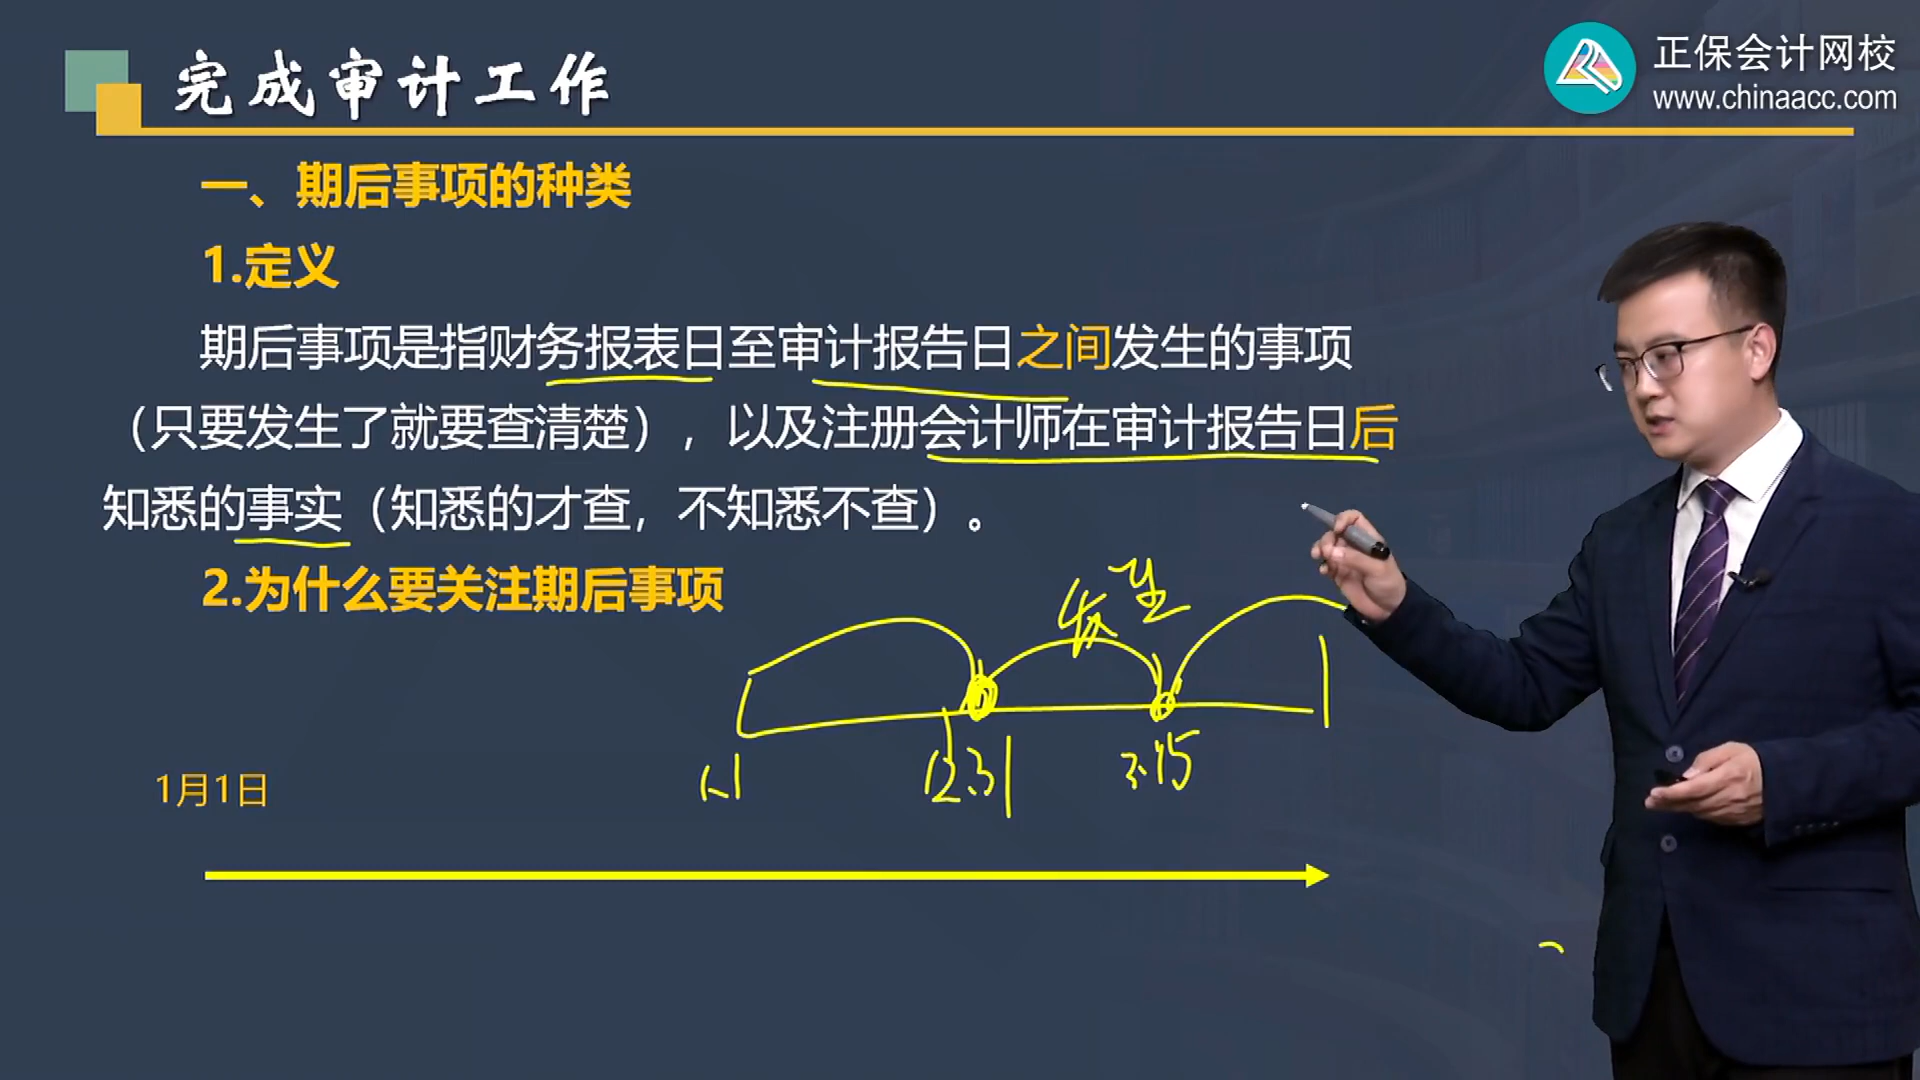 完成审计工作
正保会计网校
www.chinaacc.com
一、期后事项的种类
1.定义
期后事项是指财务报表日至审计报告日之间发生的事项
（只要发生了就要查清楚），以及注册会计师在审计报告日后
知悉的事实（知悉的才查，不知悉不查）。
2.为什么要关注期后事项
发生
1.1
12.31
3.15
1月1日